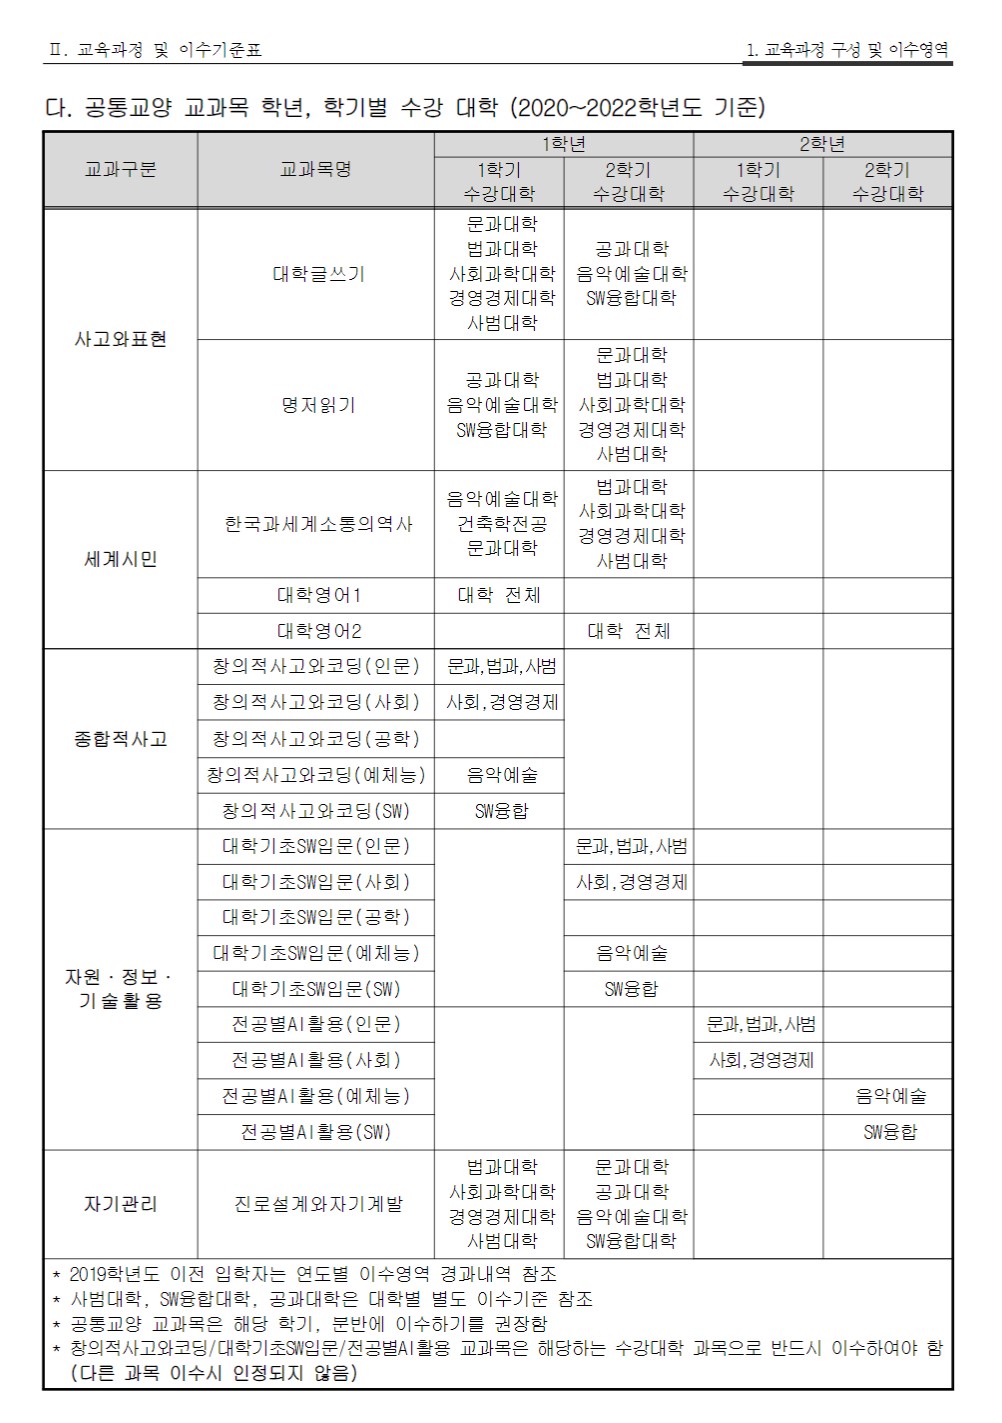 Ⅱ. 교육과정 및 이수기준표
1. 교육과정 구성 및 이수영역
다. 공통교양 교과목 학년, 학기별 수강 대학 (2020~2022학년도 기준)
교과구분
교과목명
1학년
2학년
1학기
수강대학
2학기
수강대학
1학기
수강대학
2학기
수강대학
사고와표현
대학글쓰기
문과대학
법과대학
사회과학대학
경영경제대학
사범대학
공과대학
음악예술대학
SW융합대학
명저읽기
공과대학
음악예술대학
SW융합대학
문과대학
법과대학
사회과학대학
경영경제대학
사범대학
세계시민
한국과세계소통의역사
음악예술대학
건축학전공
문과대학
법과대학
사회과학대학
경영경제대학
사범대학
대학영어1
대학 전체
대학영어2
대학 전체
종합적사고
창의적사고와코딩(인문)
문과,법과,사범
창의적사고와코딩(사회)
사회,경영경제
창의적사고와코딩(공학)
창의적사고와코딩(예체능)
음악예술
창의적사고와코딩(SW)
SW융합
자원·정보·
기술활용
대학기초SW입문(인문)
문과,법과,사범
대학기초SW입문(사회)
사회,경영경제
대학기초SW입문(공학)
대학기초SW입문(예체능)
음악예술
대학기초SW입문(SW)
SW융합
전공별AI활용(인문)
문과,법과,사범
전공별AI활용(사회)
사회,경영경제
전공별AI활용(예체능)
음악예술
전공별AI활용(SW)
SW융합
자기관리
진로설계와자기계발
법과대학
사회과학대학
경영경제대학
사범대학
문과대학
공과대학
음악예술대학
SW융합대학
* 2019학년도 이전 입학자는 연도별 이수영역 경과내역 참조
* 사범대학, SW융합대학, 공과대학은 대학별 별도 이수기준 참조
* 공통교양 교과목은 해당 학기, 분반에 이수하기를 권장함
* 창의적사고와코딩/대학기초SW입문/전공별AI활용 교과목은 해당하는 수강대학 과목으로 반드시 이수하여야 함
(다른 과목 이수시 인정되지 않음)